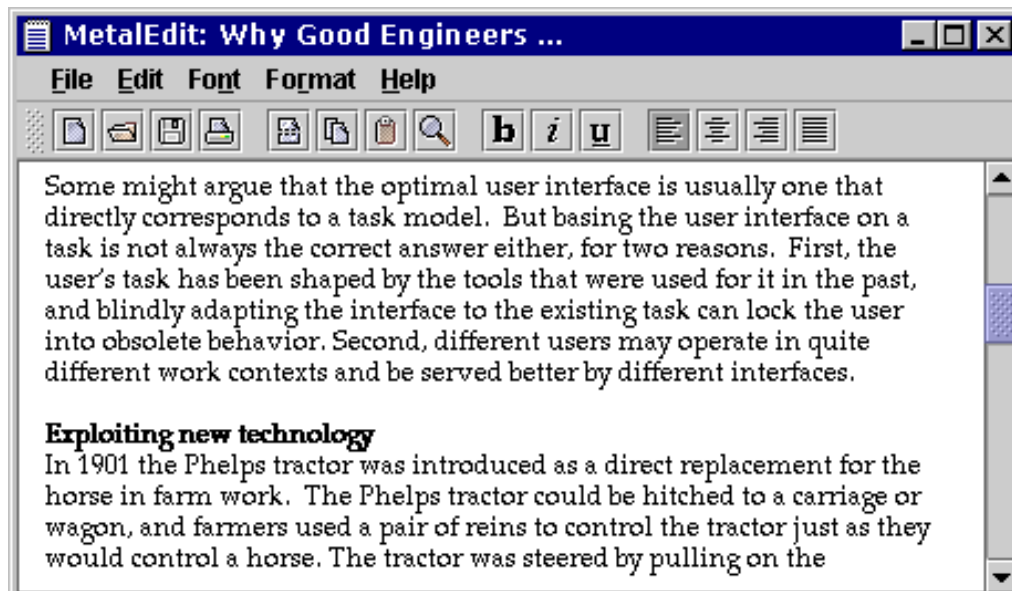 MetalEdit: Why Good Engineers ...
File Edit Font Format Help
b i u
Some might argue that the optimal user interface is usually one that
directly corresponds to a task model.  But basing the user interface on a
task is not always the correct answer either, for two reasons.  First, the
user's task has been shaped by the tools that were used for it in the past,
and blindly adapting the interface to the existing task can lock the user
into obsolete behavior. Second, different users may operate in quite
different work contexts and be served better by different interfaces.
Exploiting new technology
In 1901 the Phelps tractor was introduced as a direct replacement for the
horse in farm work.  The Phelps tractor could be hitched to a carriage or
wagon, and farmers used a pair of reins to control the tractor just as they
would control a horse. The tractor was steered by pulling on the